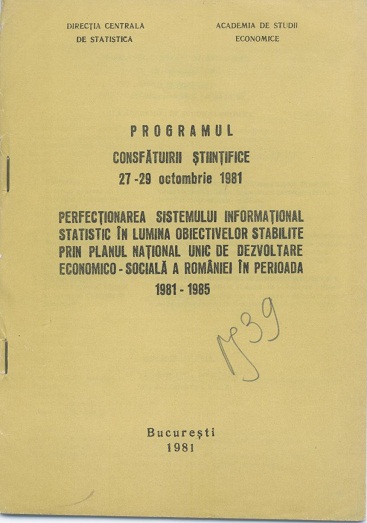 DIRECȚIA CENTRALA
DE STATISTICA
ACADEMIA DE STUDII
ECONOMICE
PROGRAMUL
CONSFĂTUIRII ȘTIINȚIFICE
27-29 octombrie 1981
PERFECȚIONAREA SISTEMULUI INFORMAȚIONAL
STATISTIC ÎN LUMINA OBIECTIVELOR STABILITE
PRIN PLANUL NAȚIONAL UNIC DE DEZVOLTARE
ECONOMICO-SOCIALĂ A ROMÂNIEI ÎN PERIOADA
1981-1985
București
1981